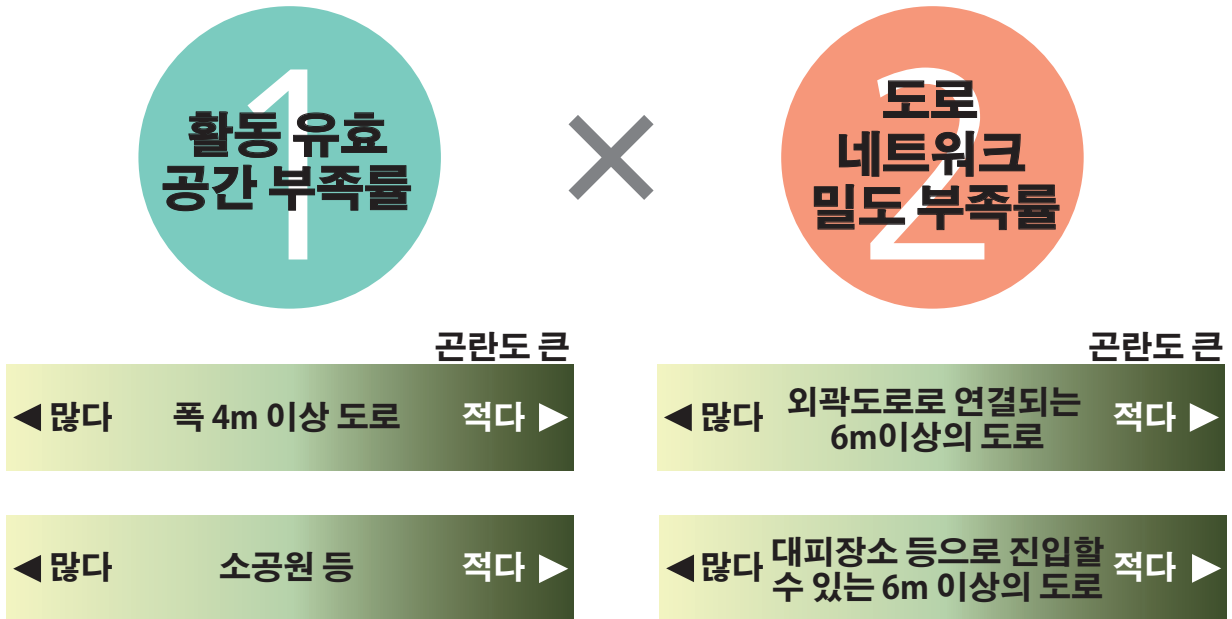 1
활동 유효
공간 부족률
×
2
도로
네트워크
밀도 부족률
곤란도 큰
◀ 많다 폭 4m 이상 도로 적다 ▶
◀ 많다 소공원 등 적다 ▶
곤란도 큰
◀ 많다 외곽도로로 연결되는 적다 ▶
6m이상의 도로
◀ 많다 대피장소 등으로 진입할 적다 ▶
수 있는 6m 이상의 도로